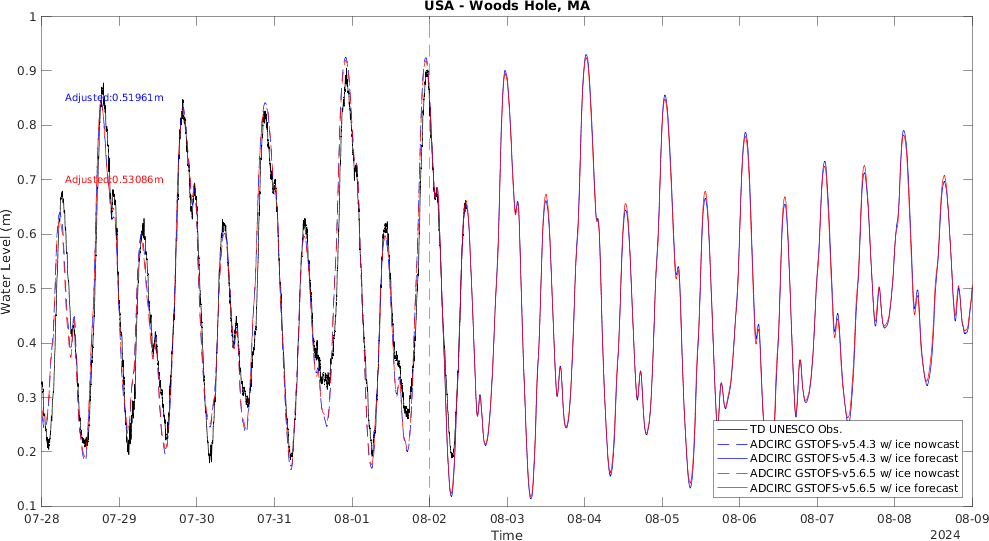 USA - Woods Hole, MA
Water Level (m)
1
0.9
0.8
0.7
0.6
0.5
0.4
0.3
0.2
0.1
Adjusted:0.51961m
Adjusted:0.53086m
TD UNESCO Obs.
ADCIRC GSTOFS-v5.4.3 w/ ice nowcast
ADCIRC GSTOFS-v5.4.3 w/ ice forecast
ADCIRC GSTOFS-v5.6.5 w/ ice nowcast
ADCIRC GSTOFS-v5.6.5 w/ ice forecast
07-28 07-29 07-30 07-31 08-01 08-02 08-03 08-04 08-05 08-06 08-07 08-08 08-09
Time
2024